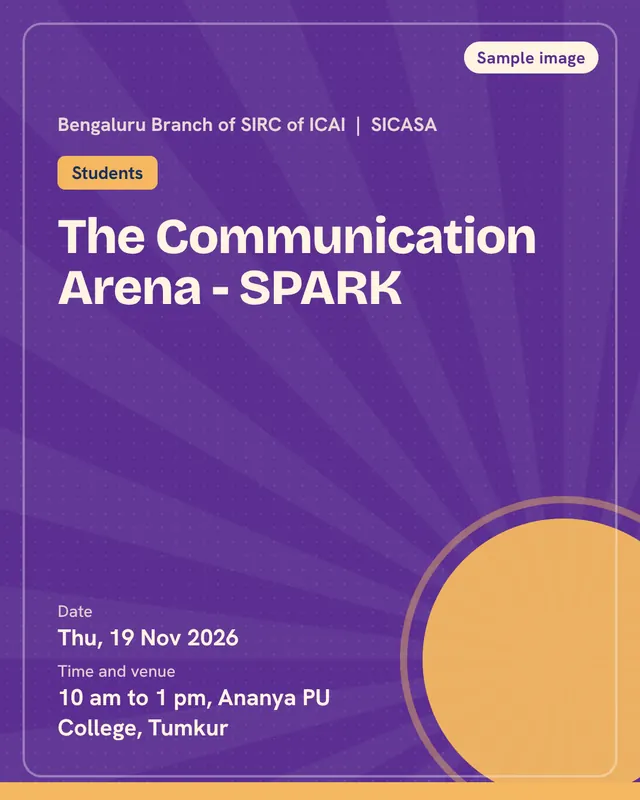 Sample image
Bengaluru Branch of SIRC of ICAI | SICASA
Students
The Communication
Arena - SPARK
Date
Thu, 19 Nov 2026
Time and venue
10 am to 1 pm, Ananya PU
College, Tumkur